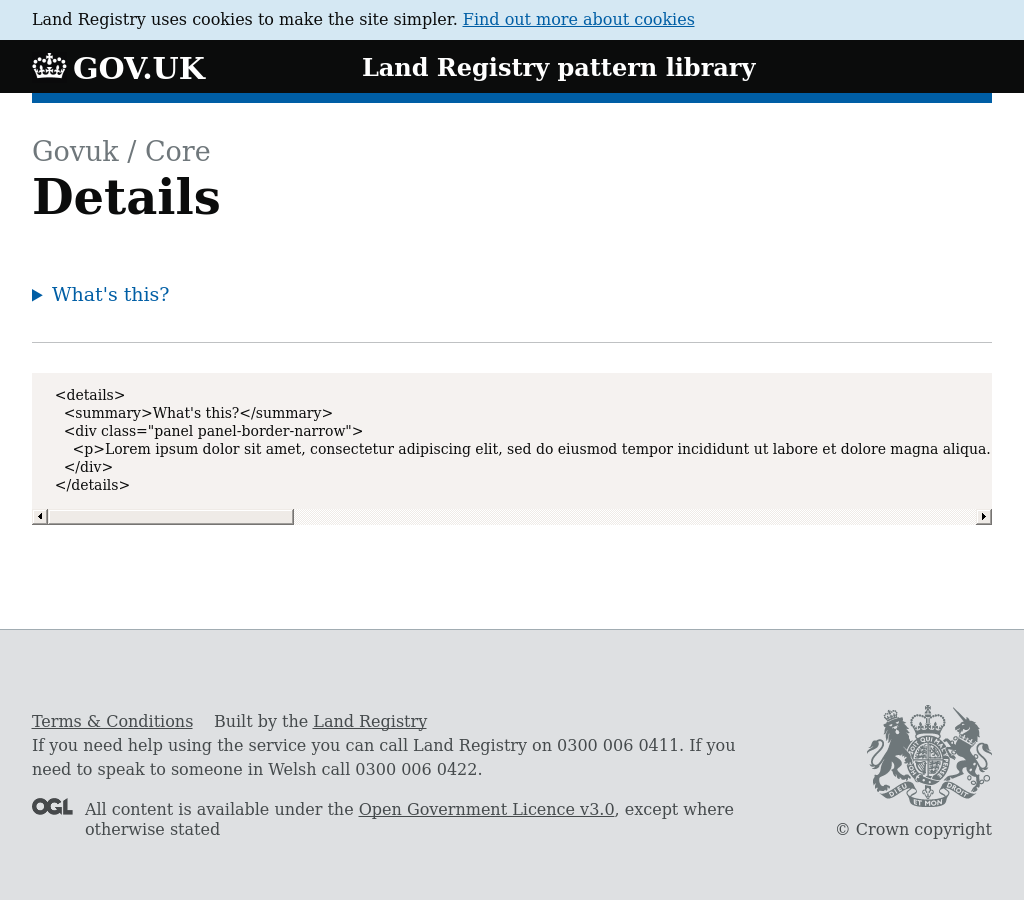 Land Registry uses cookies to make the site simpler. Find out more about cookies
GOV.UK
Land Registry pattern library
Govuk / Core
Details
What's this?
<details>
  <summary>What's this?</summary>
  <div class="panel panel-border-narrow">
    <p>Lorem ipsum dolor sit amet, consectetur adipiscing elit, sed do eiusmod tempor incididunt ut labore et dolore magna aliqua.
  </div>
</details>
Terms & Conditions Built by the Land Registry
If you need help using the service you can call Land Registry on 0300 006 0411. If you
need to speak to someone in Welsh call 0300 006 0422.
OGL
All content is available under the Open Government Licence v3.0, except where
otherwise stated
© Crown copyright